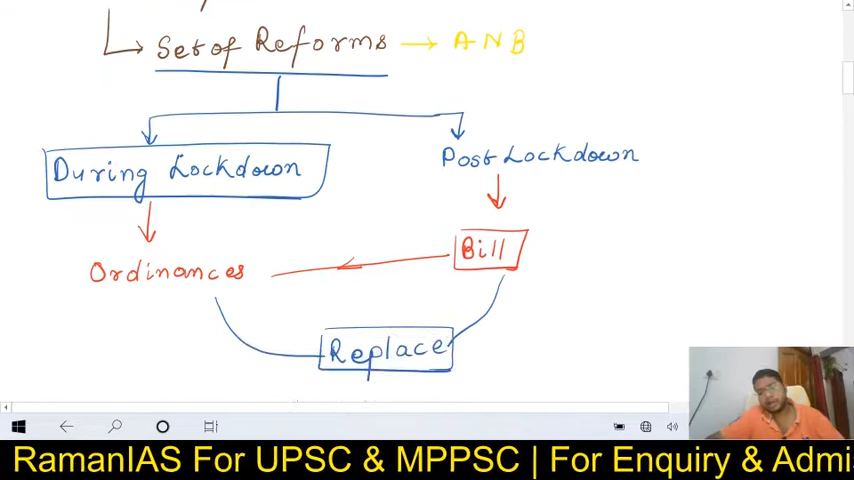 Set of Reforms → ANB
During Lockdown
Post Lockdown
Ordinances
Bill
Replace
RamanIAS For UPSC & MPPSC | For Enquiry & Admi